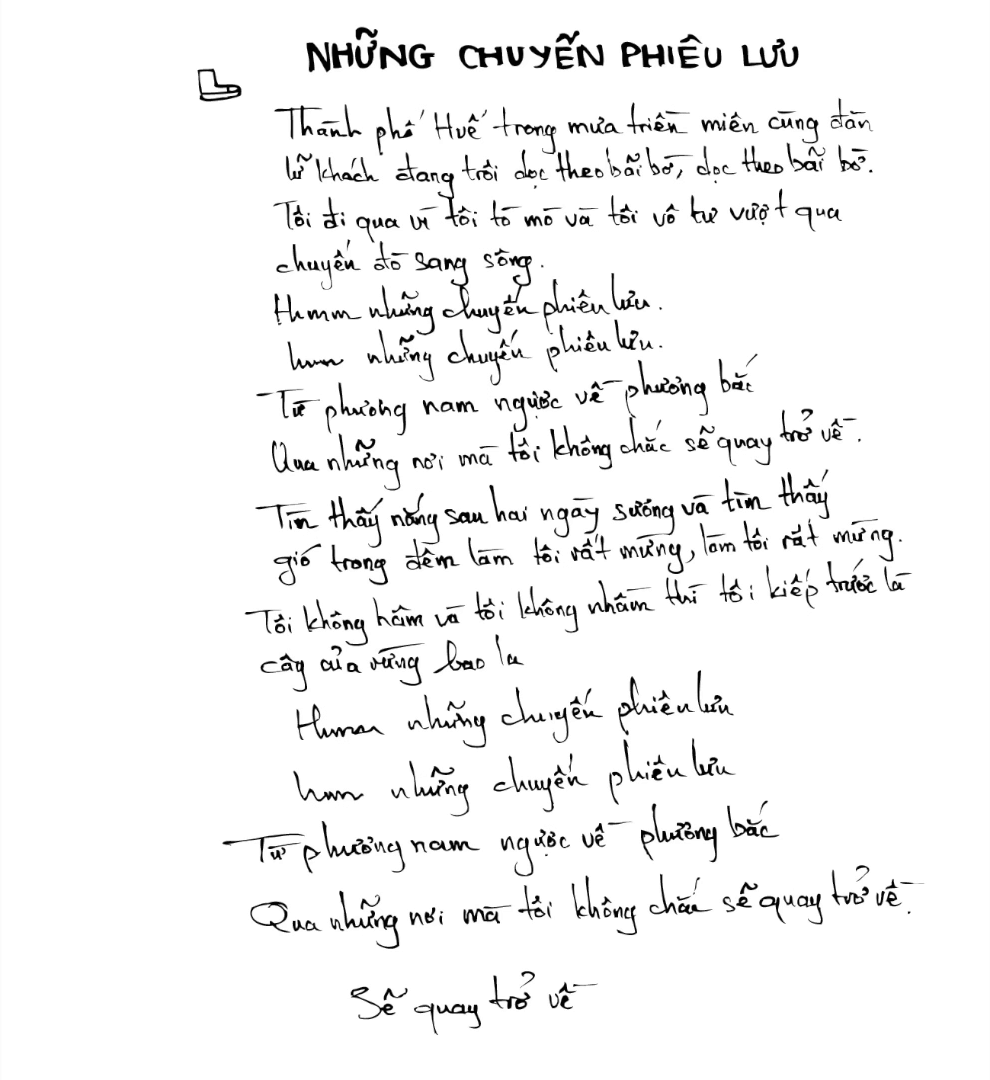 NHỮNG CHUYẾN PHIÊU LƯU
Thành phố Huế trong mưa triền miên cùng đàn
lữ khách đang trôi dọc theo bãi bờ, dọc theo bãi bờ.
Tôi đi qua vì tôi tò mò và tôi vô tư vượt qua
chuyến đò sang sông.
Hmmm những chuyến phiêu lưu.
hmm những chuyến phiêu lưu.
Từ phương nam ngược về phương bắc
Qua những nơi mà tôi không chắc sẽ quay trở về.
Tìm thấy nắng sau hai ngày sương và tìm thấy
gió trong đêm làm tôi rất mừng, làm tôi rất mừng.
Tôi không hâm và tôi không nhầm thì tôi kiếp trước là
cây của rừng bao la
Hmmm những chuyến phiêu lưu
hmm những chuyến phiêu lưu
Từ phương nam ngược về phương bắc
Qua những nơi mà tôi không chắc sẽ quay trở về.
Sẽ quay trở về